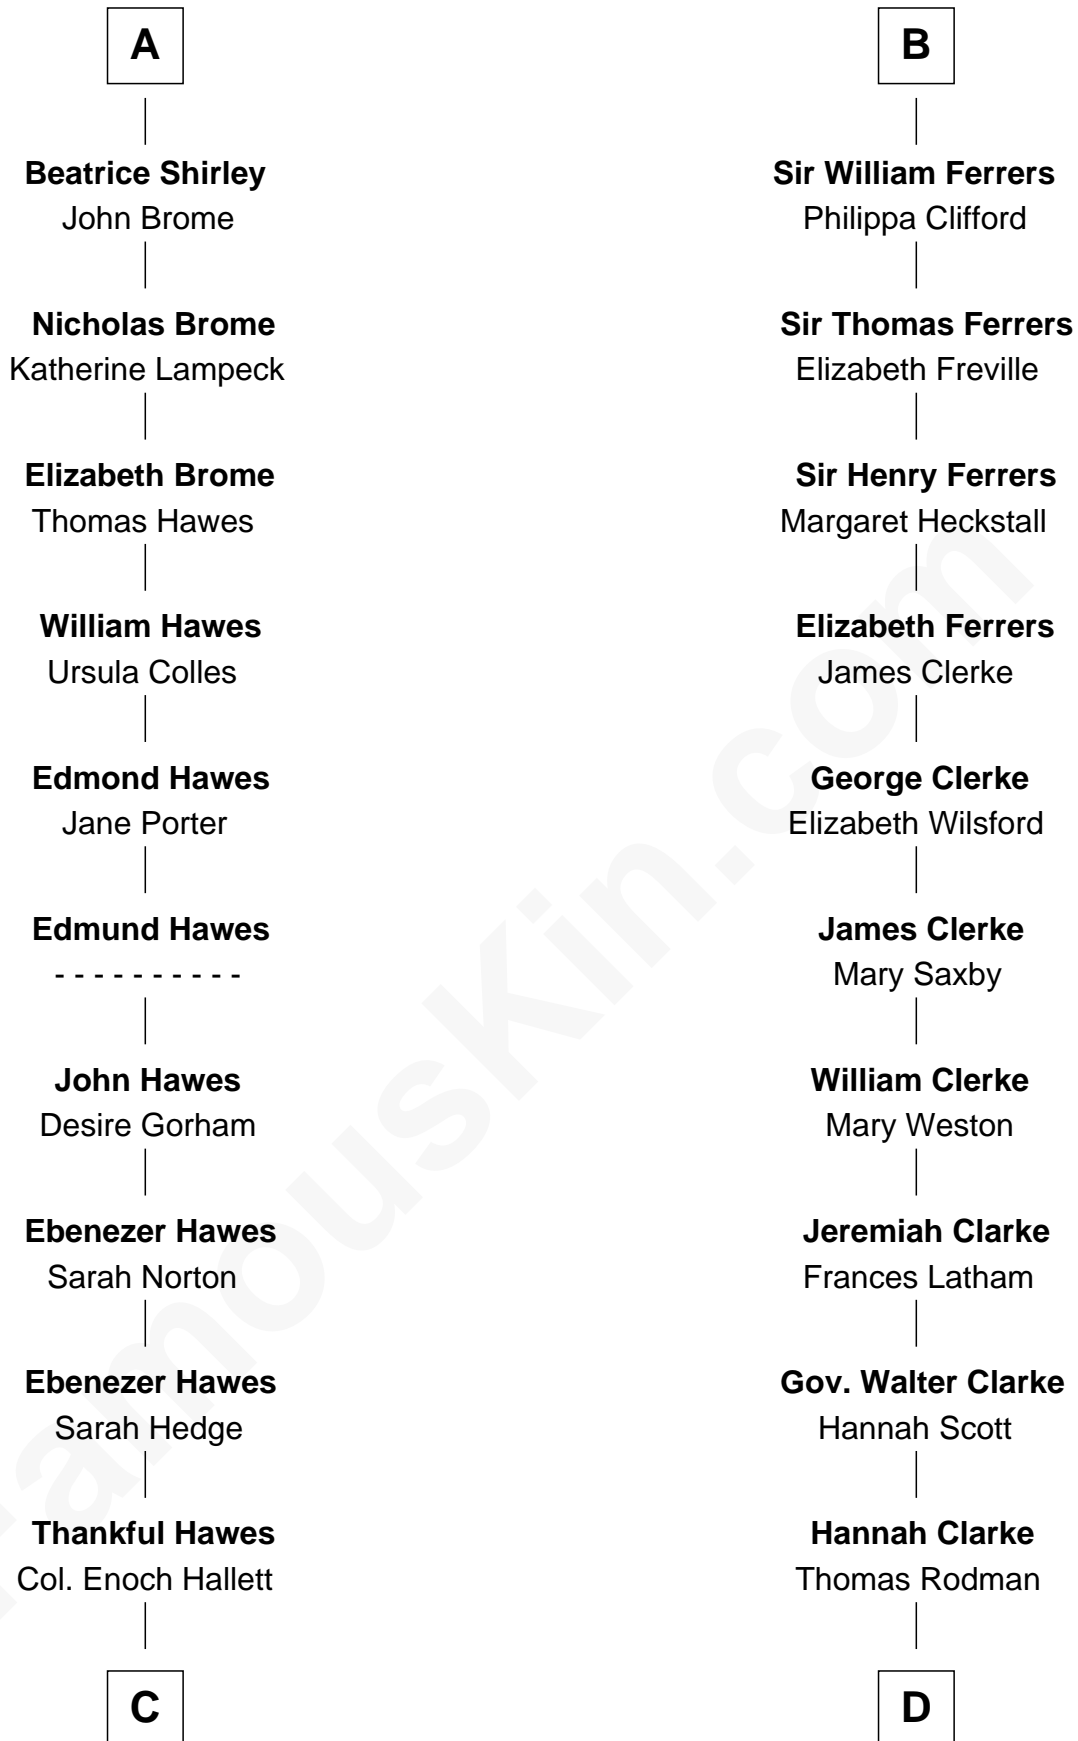 A
Beatrice Shirley
John Brome
Nicholas Brome
Katherine Lampeck
Elizabeth Brome
Thomas Hawes
William Hawes
Ursula Colles
Edmond Hawes
Jane Porter
Edmund Hawes
- - - - - - - - - -
John Hawes
Desire Gorham
Ebenezer Hawes
Sarah Norton
Ebenezer Hawes
Sarah Hedge
Thankful Hawes
Col. Enoch Hallett
C
B
Sir William Ferrers
Philippa Clifford
Sir Thomas Ferrers
Elizabeth Freville
Sir Henry Ferrers
Margaret Heckstall
Elizabeth Ferrers
James Clerke
George Clerke
Elizabeth Wilsford
James Clerke
Mary Saxby
William Clerke
Mary Weston
Jeremiah Clarke
Frances Latham
Gov. Walter Clarke
Hannah Scott
Hannah Clarke
Thomas Rodman
D
FamousKin.com